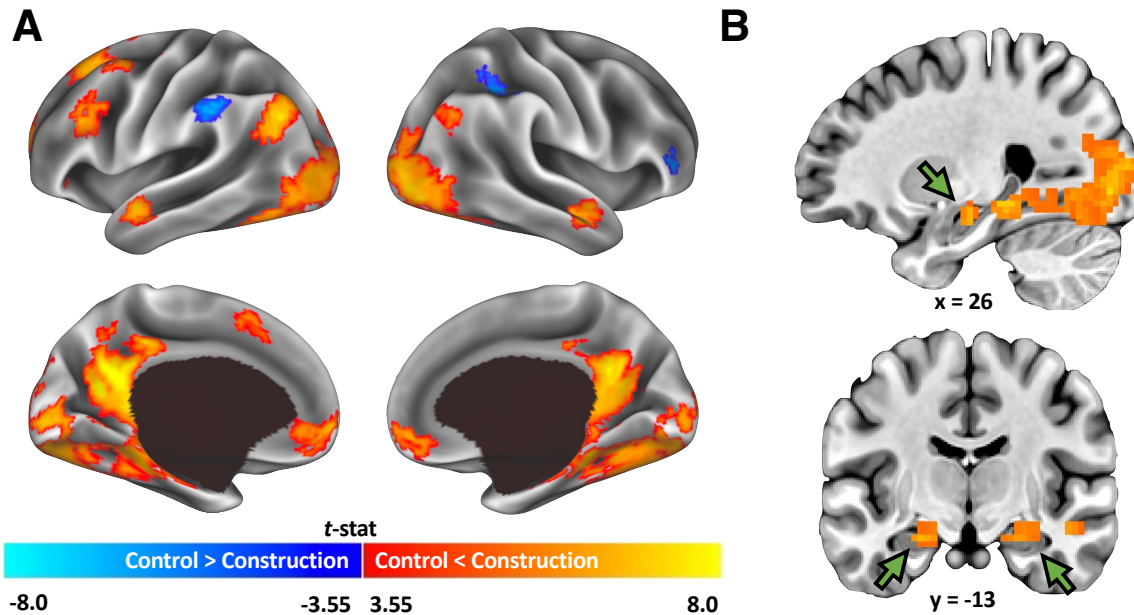 A
B
x = 26
y = -13
t-stat
Control > Construction
Control < Construction
-8.0
-3.55
3.55
8.0